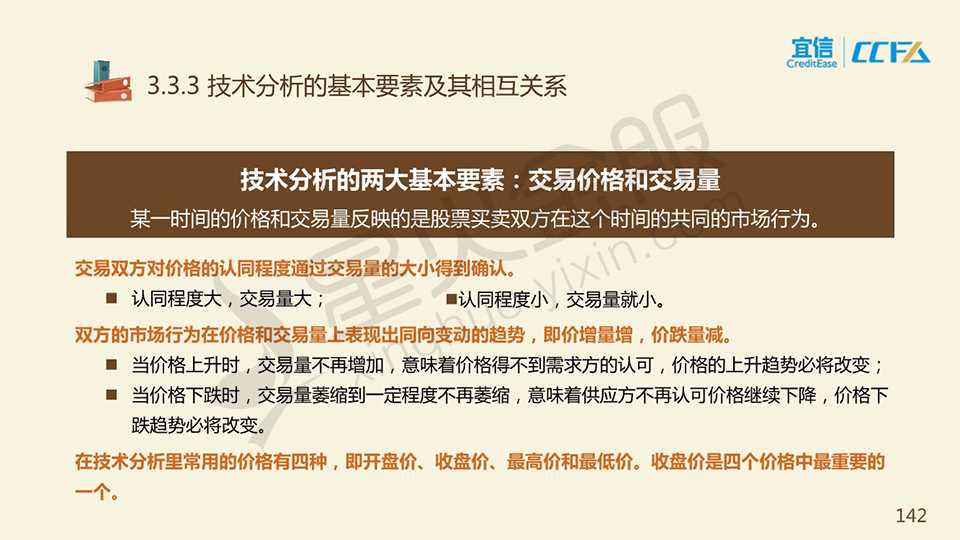 宜信
CreditEase
CCFA
3.3.3 技术分析的基本要素及其相互关系
技术分析的两大基本要素：交易价格和交易量
某一时间的价格和交易量反映的是股票买卖双方在这个时间的共同的市场行为。
交易双方对价格的认同程度通过交易量的大小得到确认。
■ 认同程度大，交易量大； ■认同程度小，交易量就小。
双方的市场行为在价格和交易量上表现出同向变动的趋势，即价增量增，价跌量减。
■ 当价格上升时，交易量不再增加，意味着价格得不到需求方的认可，价格的上升趋势必将改变；
■ 当价格下跌时，交易量萎缩到一定程度不再萎缩，意味着供应方不再认可价格继续下降，价格下
跌趋势必将改变。
在技术分析里常用的价格有四种，即开盘价、收盘价、最高价和最低价。收盘价是四个价格中最重要的
一个。
星火金服
xinghuo.yixin.com
142